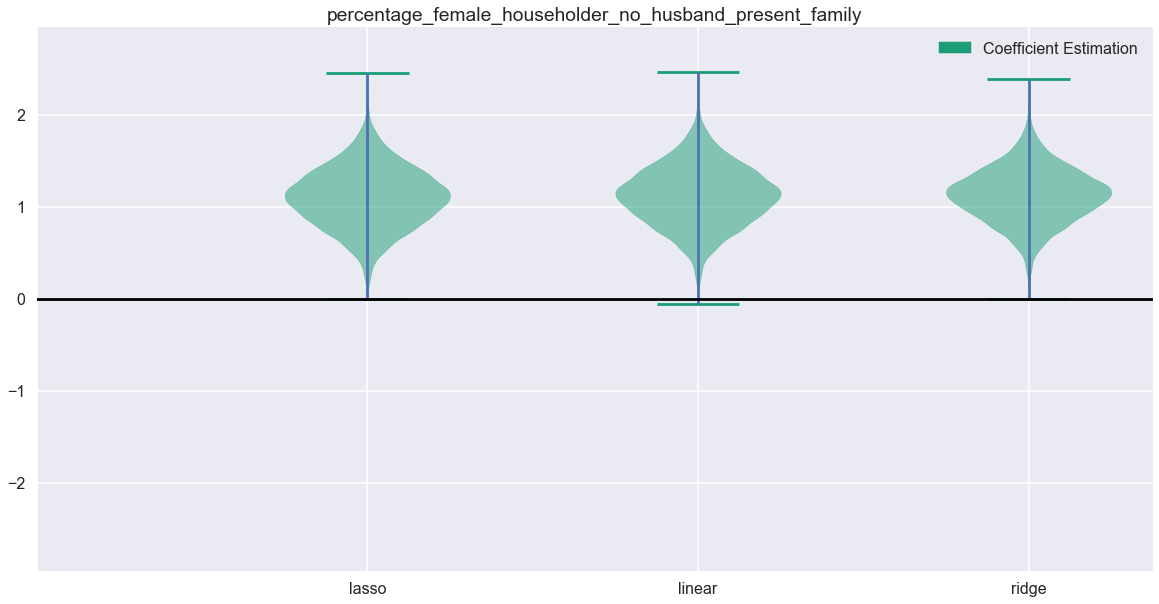 percentage_female_householder_no_husband_present_family
Coefficient Estimation
2
1
0
−1
−2
lasso
linear
ridge